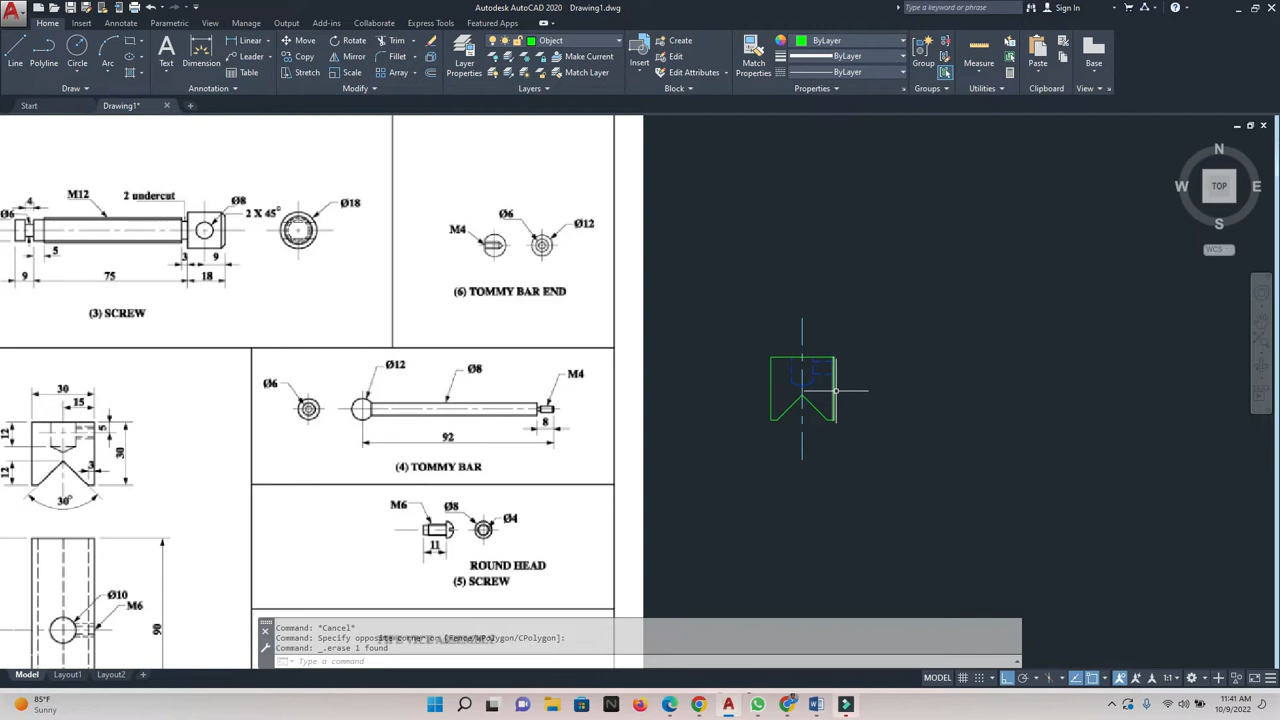 Autodesk AutoCAD 2020 Drawing1.dwg
Type a keyword or phrase
Sign In
Home Insert Annotate Parametric View Manage Output Add-ins Collaborate Express Tools Featured Apps
Line Polyline Circle Arc
Move Rotate Trim
Copy Mirror Fillet
Stretch Scale Array
Text Dimension
Linear
Leader
Table
Layer Properties
Object
Make Current
Match Layer
Insert
Create
Edit
Edit Attributes
Match Properties
ByLayer
ByLayer
ByLayer
Group Measure Paste Base
Draw Modify Annotation Layers Block Properties Groups Utilities Clipboard View
Start Drawing1*
N
W TOP E
S
WCS
4
M12
2 undercut
Ø8
Ø18
Ø6
2 X 45°
5
3 9
9 75 18
(3) SCREW
Ø6
Ø12
M4
(6) TOMMY BAR END
30
15
12
5
30
12
3
30°
Ø10
M6
90
Ø12
Ø8
M4
Ø6
8
92
(4) TOMMY BAR
M6
Ø8
Ø4
11
ROUND HEAD
(5) SCREW
Command: *Cancel*
Command: Specify opposite corner or [Fence/WPolygon/CPolygon]:
Command: _.erase 1 found
Type a command
Model Layout1 Layout2
MODEL
1:1
85°F
Sunny
11:41 AM
10/9/2022